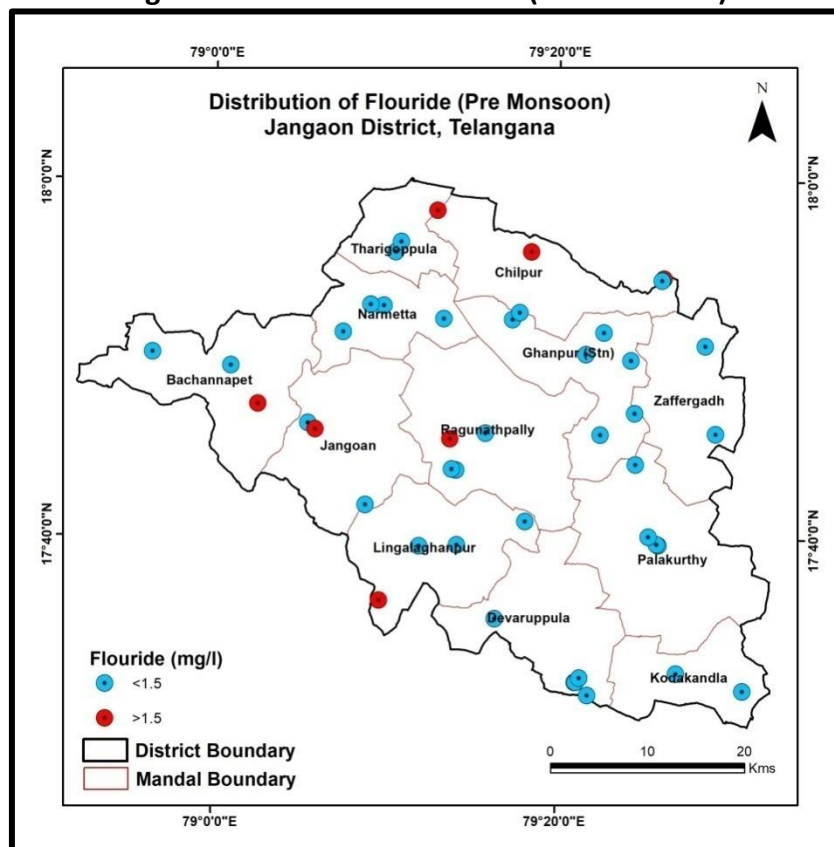 79°0'0"E
79°20'0"E
Distribution of Flouride (Pre Monsoon)
Jangaon District, Telangana
N
18°0'0"N
18°0'0"N
Tharigoppula
Chilpur
Narmetta
Ghanpur (Stn)
Bachannapet
Zaffergadh
Ragunathpally
Jangoan
17°40'0"N
17°40'0"N
Lingalaghanpur
Palakurthy
Devaruppula
Kodakandla
Flouride (mg/l)
<1.5
>1.5
District Boundary
Mandal Boundary
0 10 20
Kms
79°0'0"E
79°20'0"E